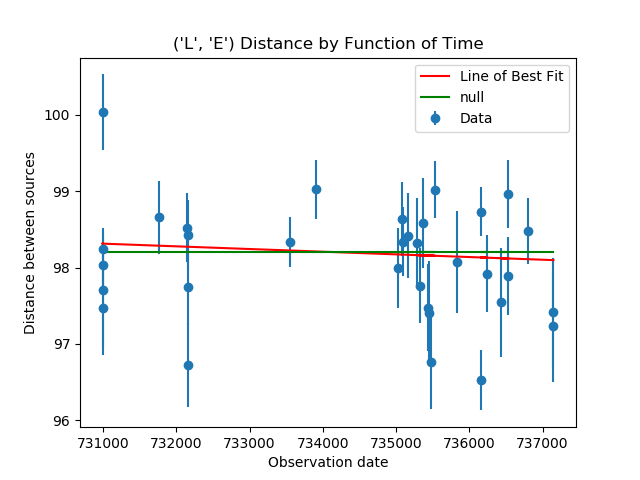 ('L', 'E') Distance by Function of Time
Line of Best Fit
null
Data
Distance between sources
100
99
98
97
96
731000 732000 733000 734000 735000 736000 737000
Observation date